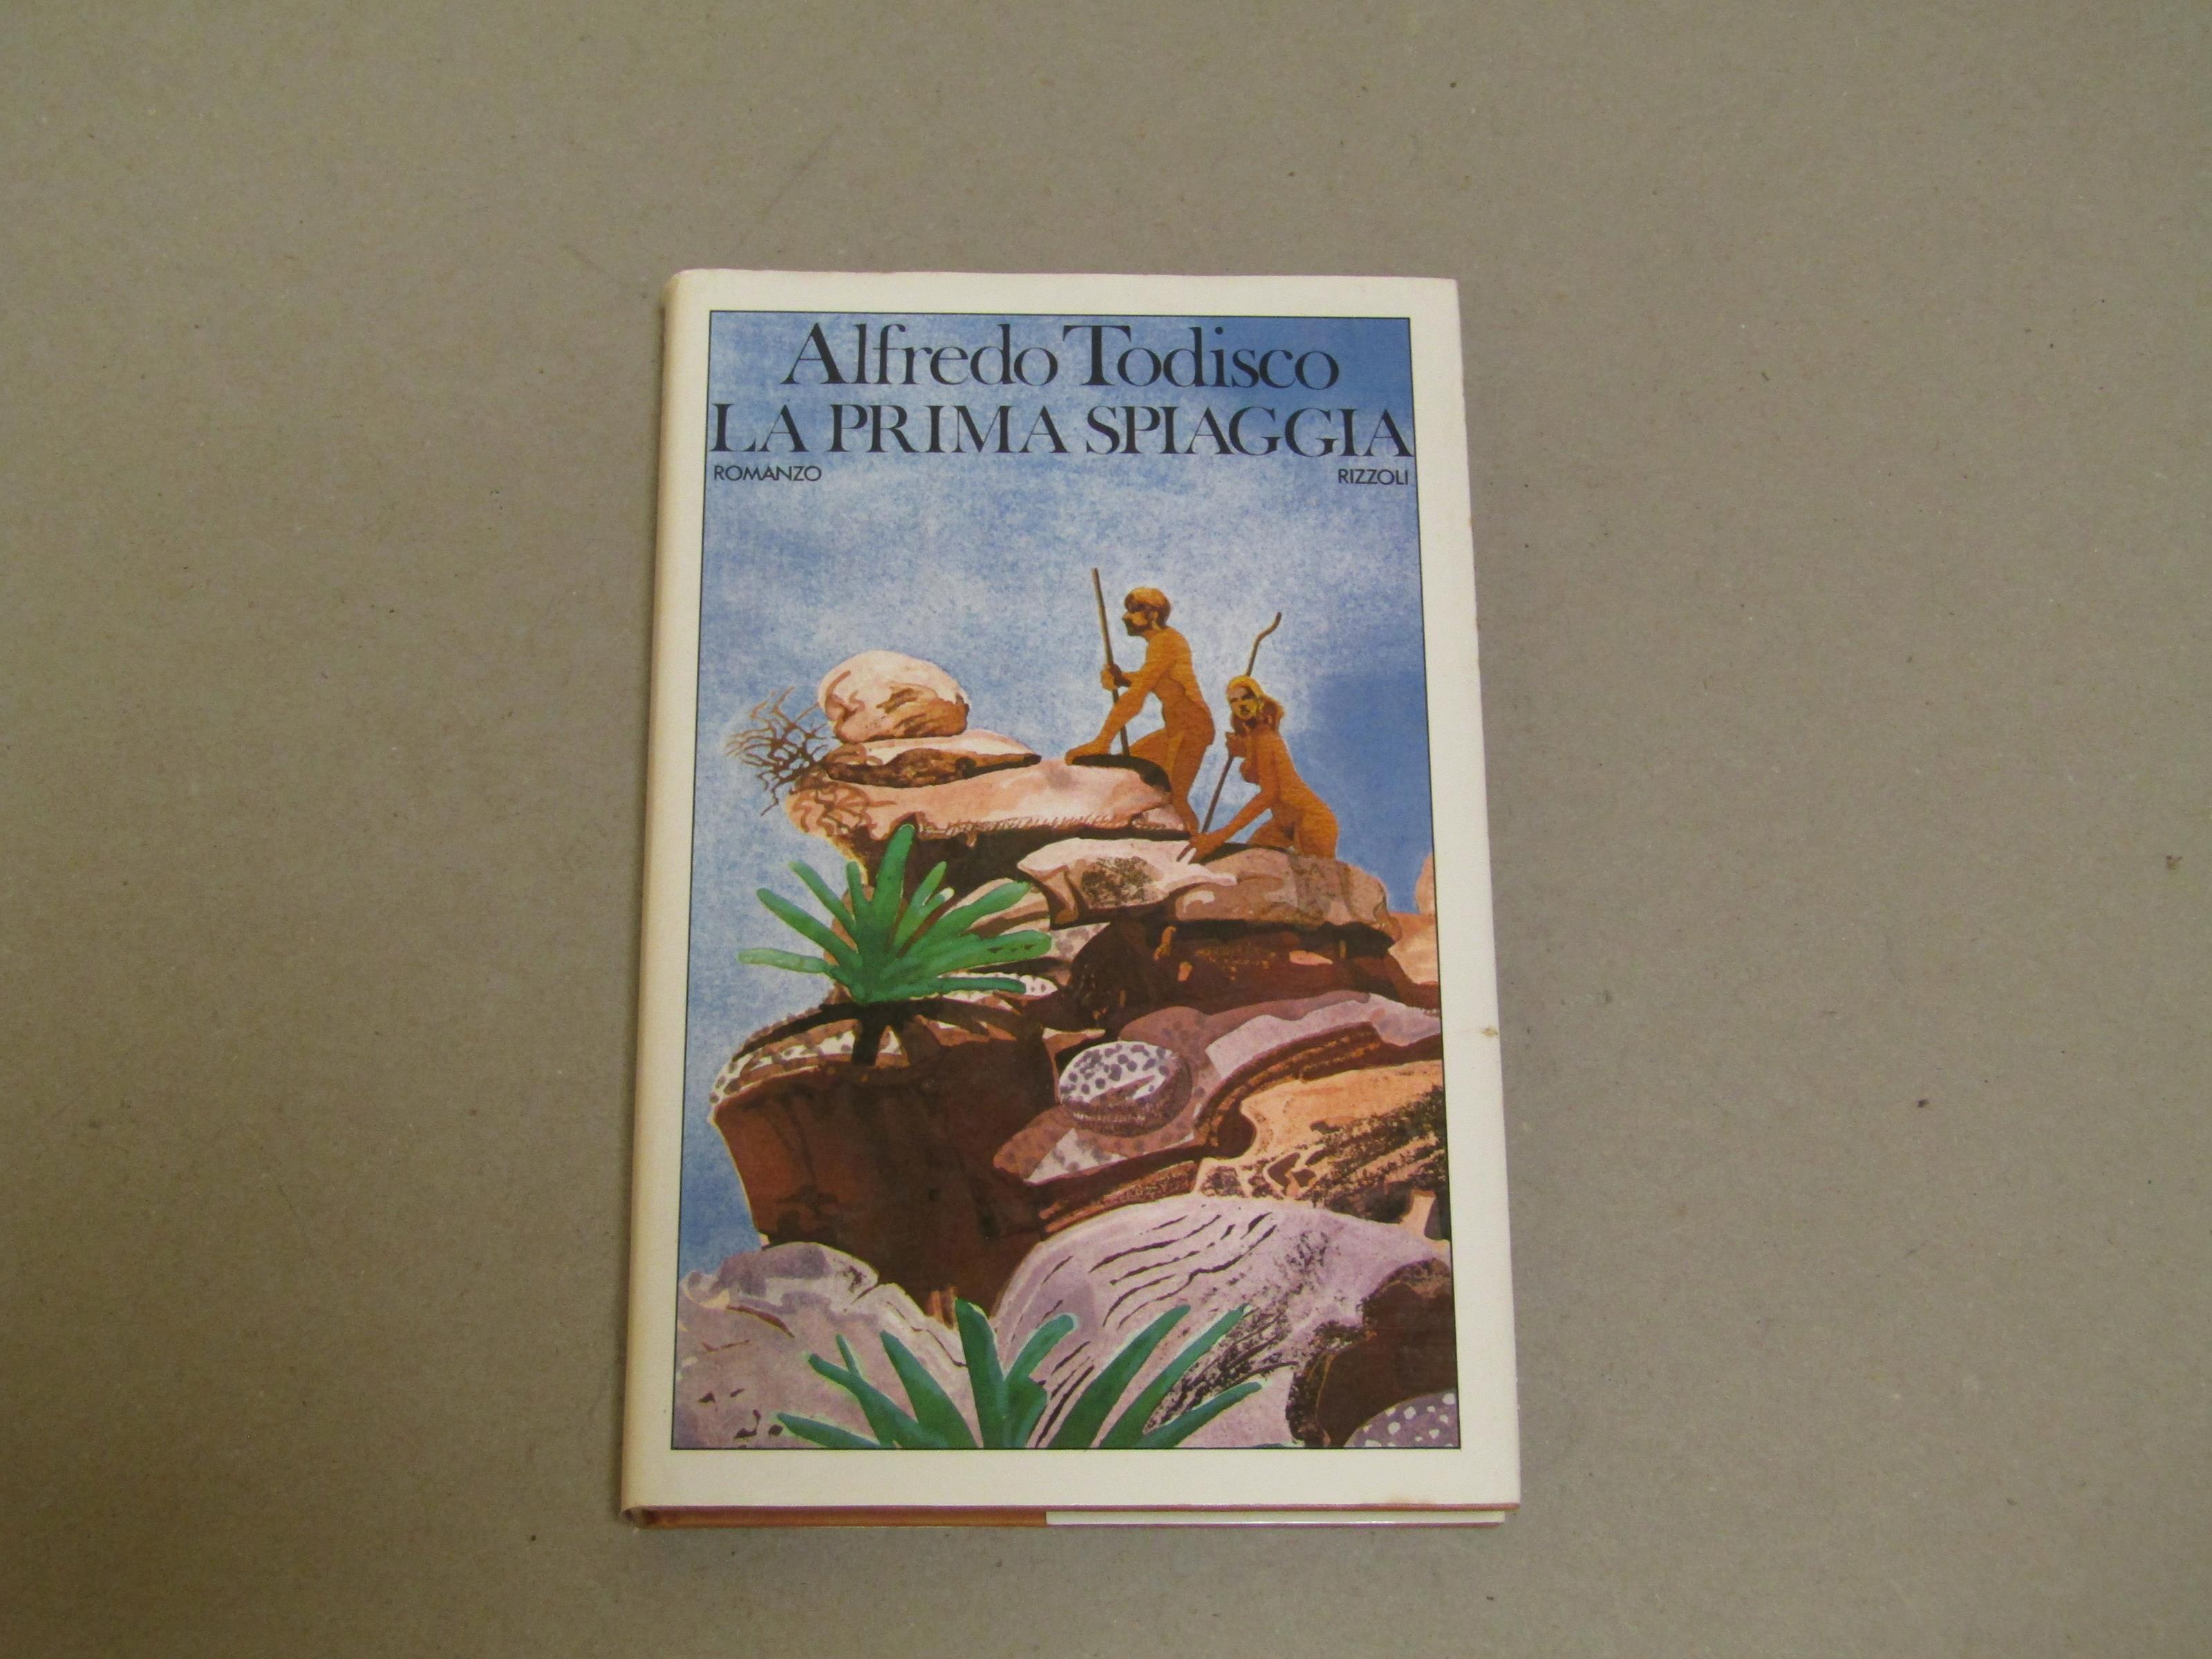 Alfredo Todisco
LA PRIMA SPIAGGIA
ROMANZO RIZZOLI